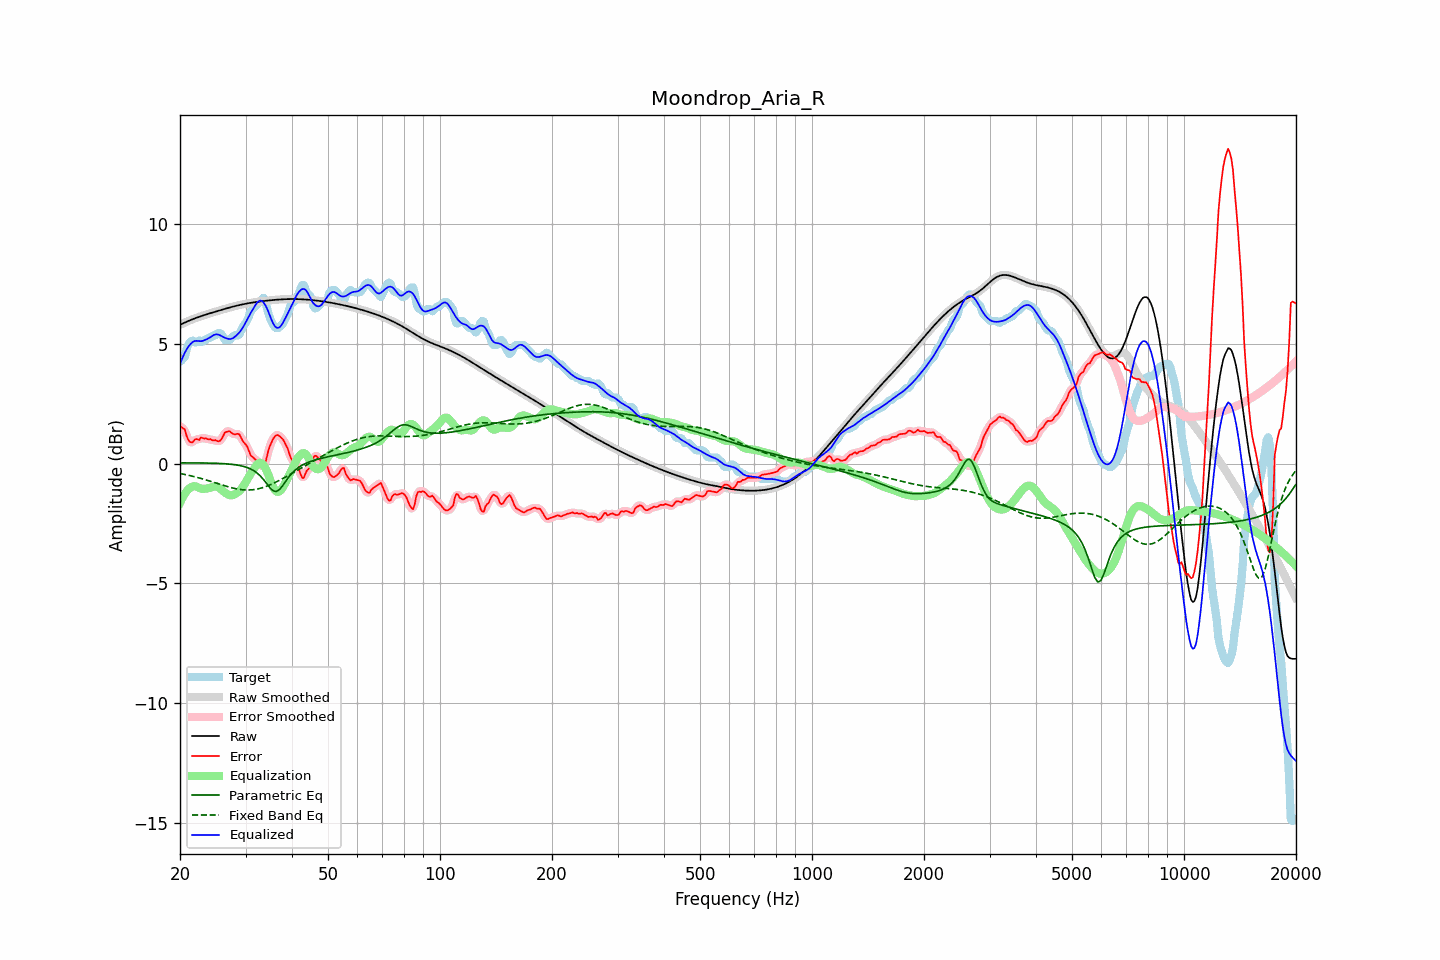 Moondrop_Aria_R
Amplitude (dBr)
10
5
0
−5
−10
−15
Target
Raw Smoothed
Error Smoothed
Raw
Error
Equalization
Parametric Eq
Fixed Band Eq
Equalized
20 50 100 200 500 1000 2000 5000 10000 20000
Frequency (Hz)